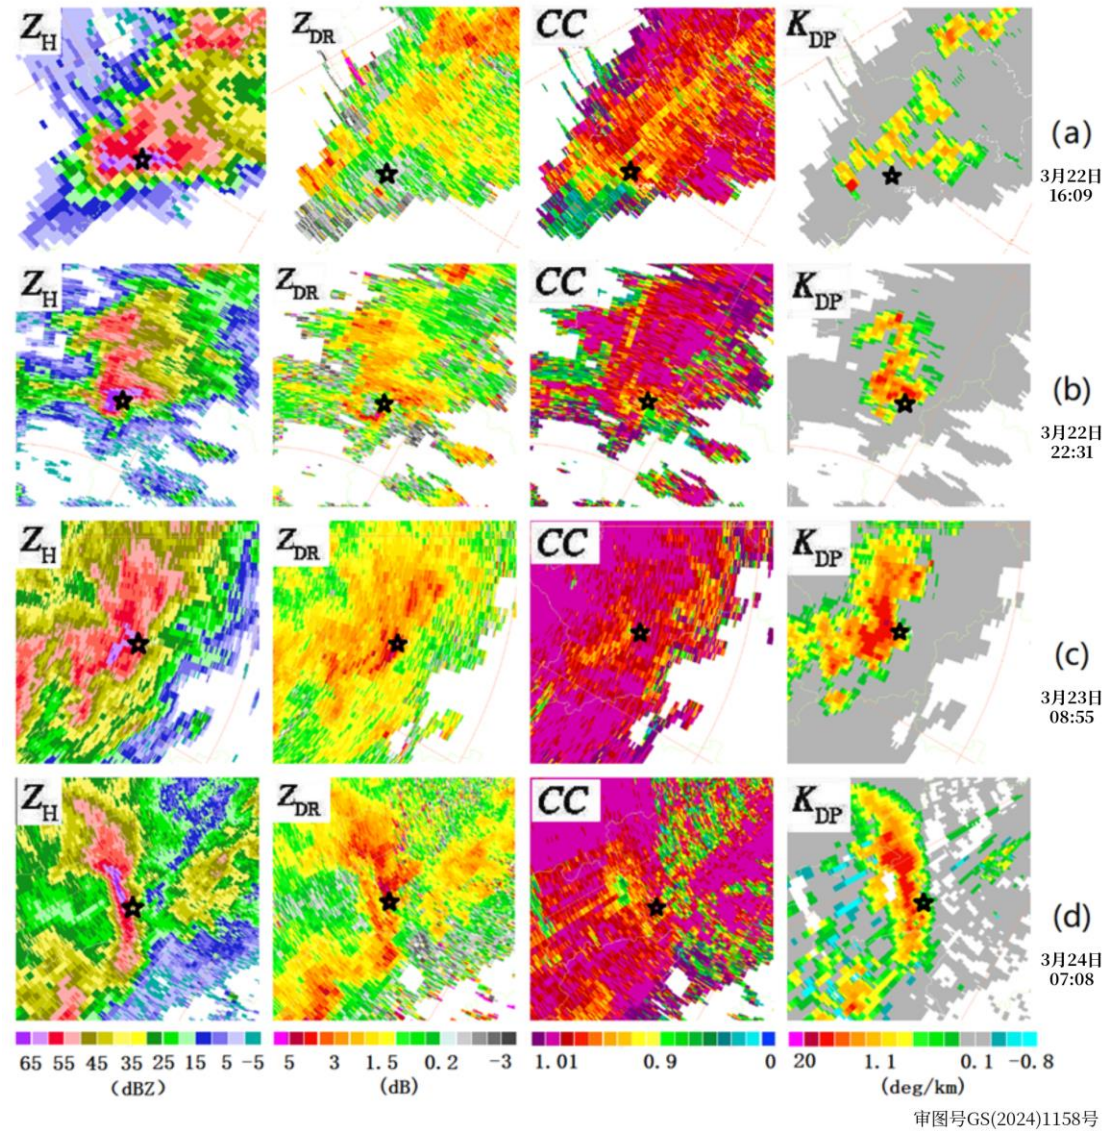 Z_H Z_DR CC K_DP
(a)
3月22日
16:09
Z_H Z_DR CC K_DP
(b)
3月22日
22:31
Z_H Z_DR CC K_DP
(c)
3月23日
08:55
Z_H Z_DR CC K_DP
(d)
3月24日
07:08
65 55 45 35 25 15 5 -5 5 3 1.5 0.2 -3 1.01 0.9 0 20 1.1 0.1 -0.8
(dBZ) (dB) (deg/km)
审图号GS(2024)1158号